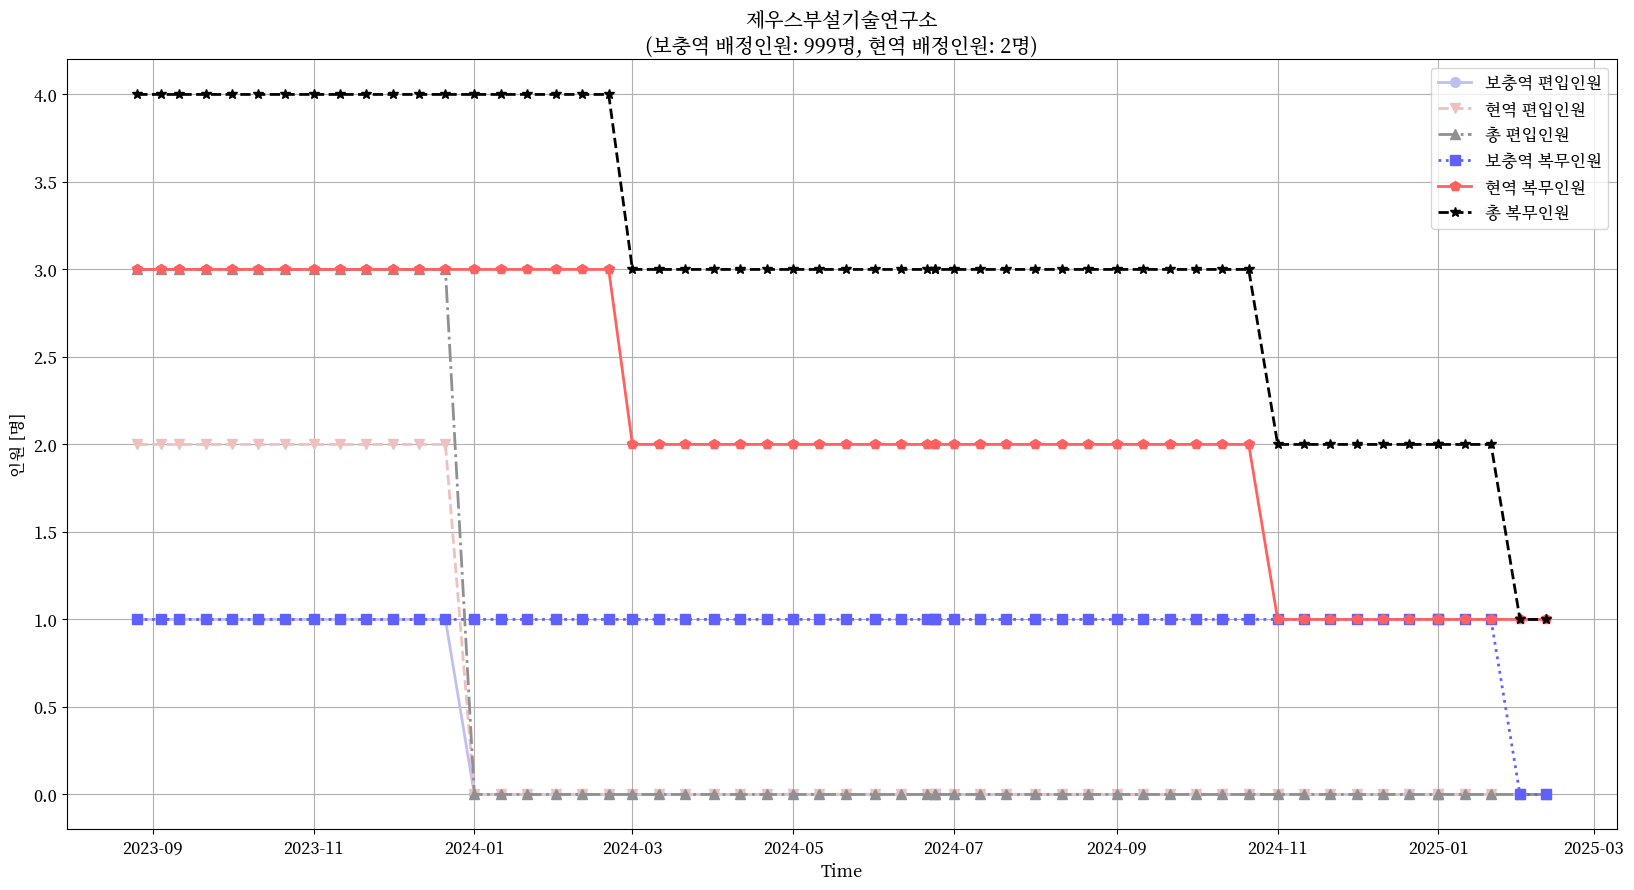 제우스부설기술연구소
(보충역 배정인원: 999명, 현역 배정인원: 2명)
보충역 편입인원
현역 편입인원
총 편입인원
보충역 복무인원
현역 복무인원
총 복무인원
인원 [명]
4.0
3.5
3.0
2.5
2.0
1.5
1.0
0.5
0.0
2023-09
2023-11
2024-01
2024-03
2024-05
2024-07
2024-09
2024-11
2025-01
2025-03
Time